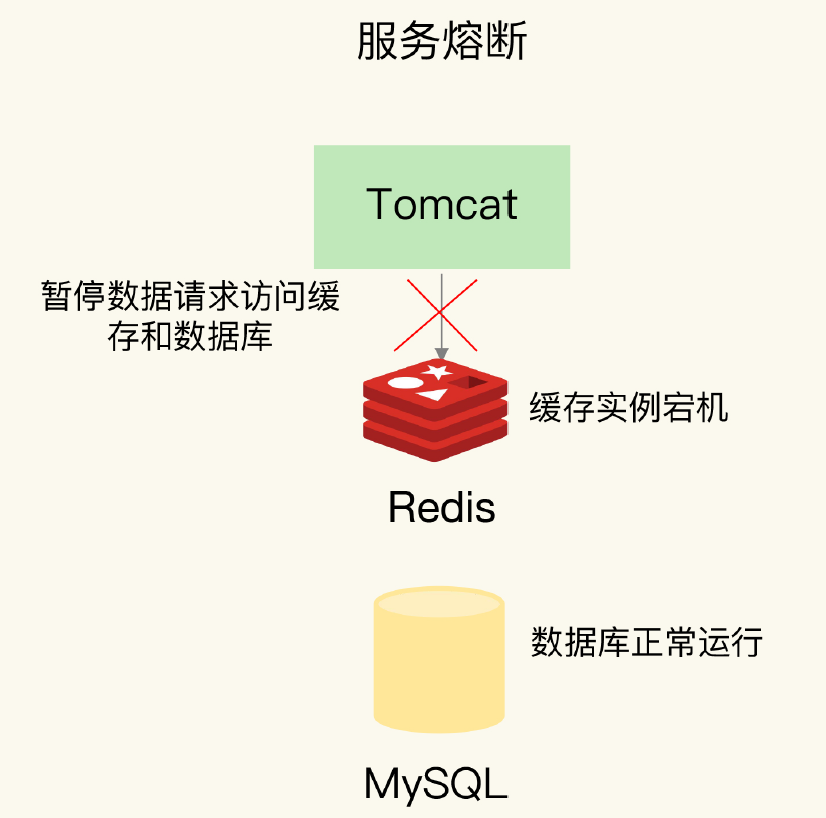 服务熔断
Tomcat
暂停数据请求访问缓
存和数据库
缓存实例宕机
Redis
数据库正常运行
MySQL